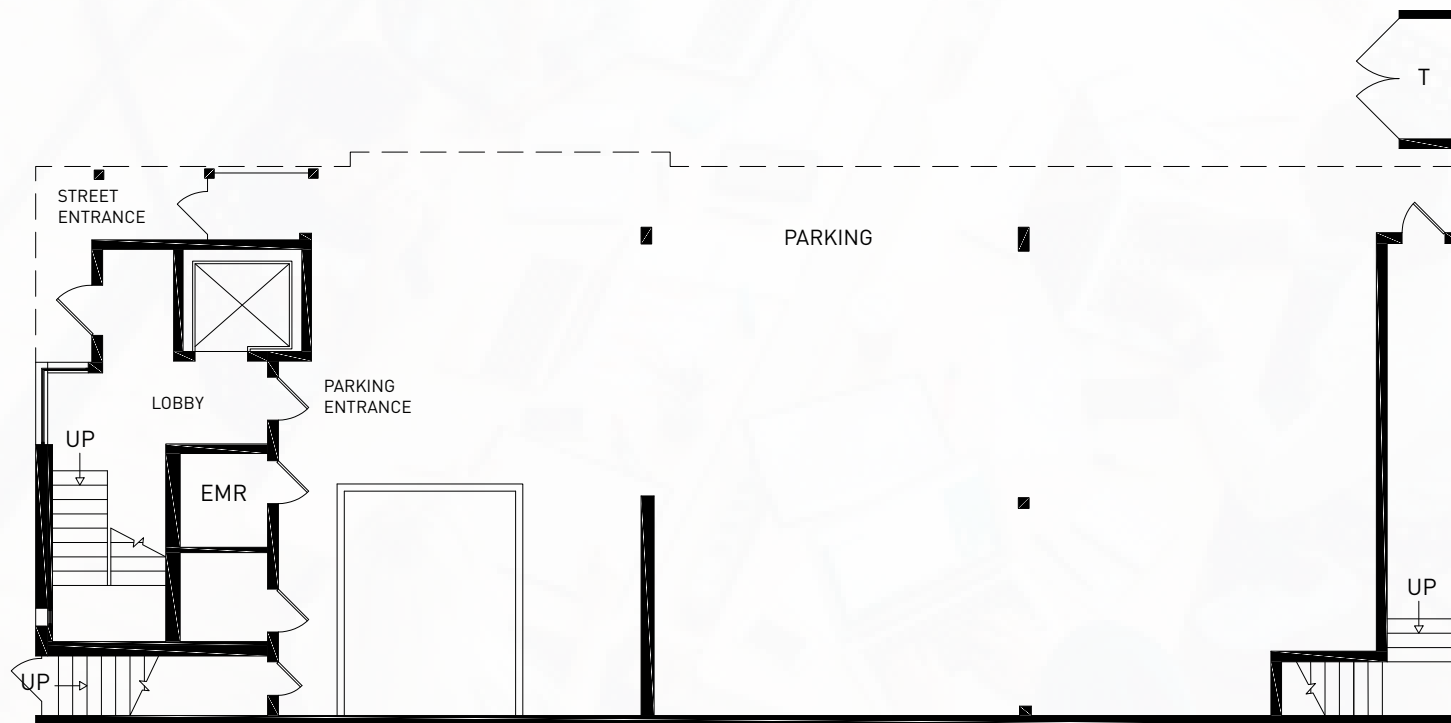 T
STREET
ENTRANCE
PARKING
PARKING
ENTRANCE
LOBBY
UP
EMR
UP
UP